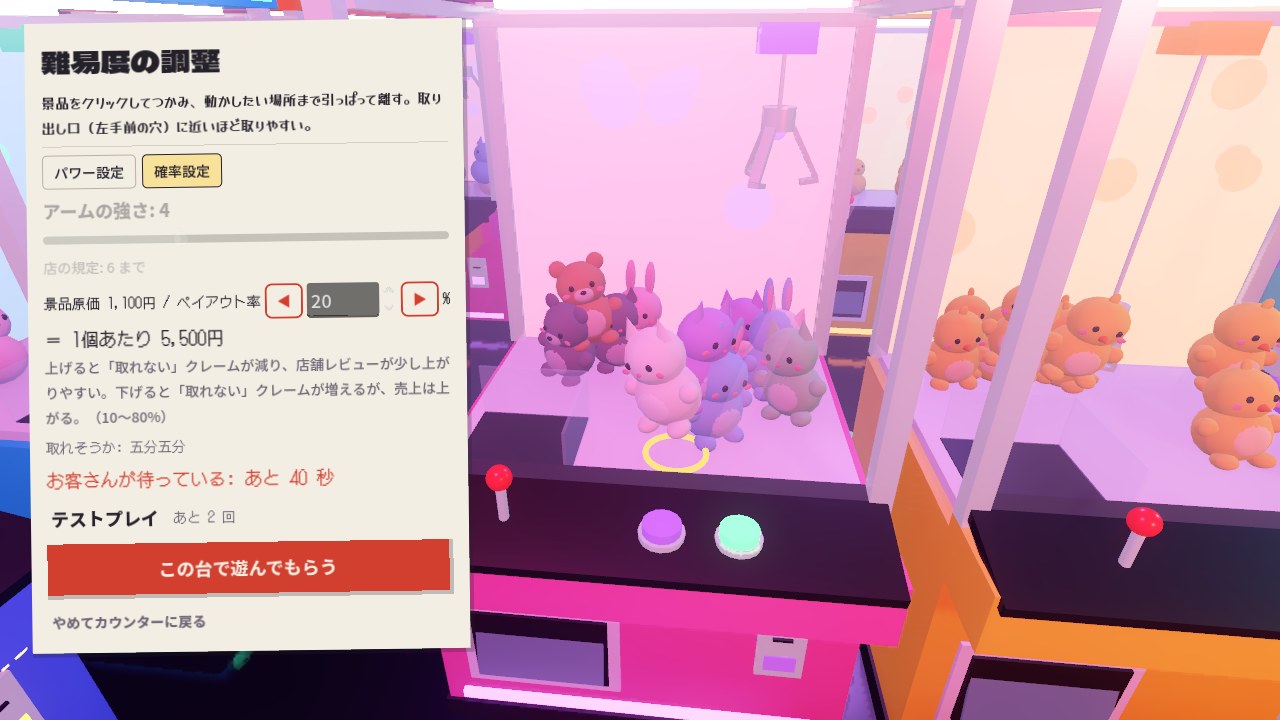 難易度の調整
景品をクリックしてつかみ、動かしたい場所まで引っぱって離す。取り
出し口（左手前の穴）に近いほど取りやすい。
パワー設定
確率設定
アームの強さ: 4
店の規定: 6 まで
景品原価 1,100円 / ペイアウト率 ◀ 20 ▶ %
＝ 1個あたり 5,500円
上げると「取れない」クレームが減り、店舗レビューが少し上が
りやすい。下げると「取れない」クレームが増えるが、売上は上
がる。（10〜80%）
取れそうか: 五分五分
お客さんが待っている: あと 40 秒
テストプレイ あと 2 回
この台で遊んでもらう
やめてカウンターに戻る